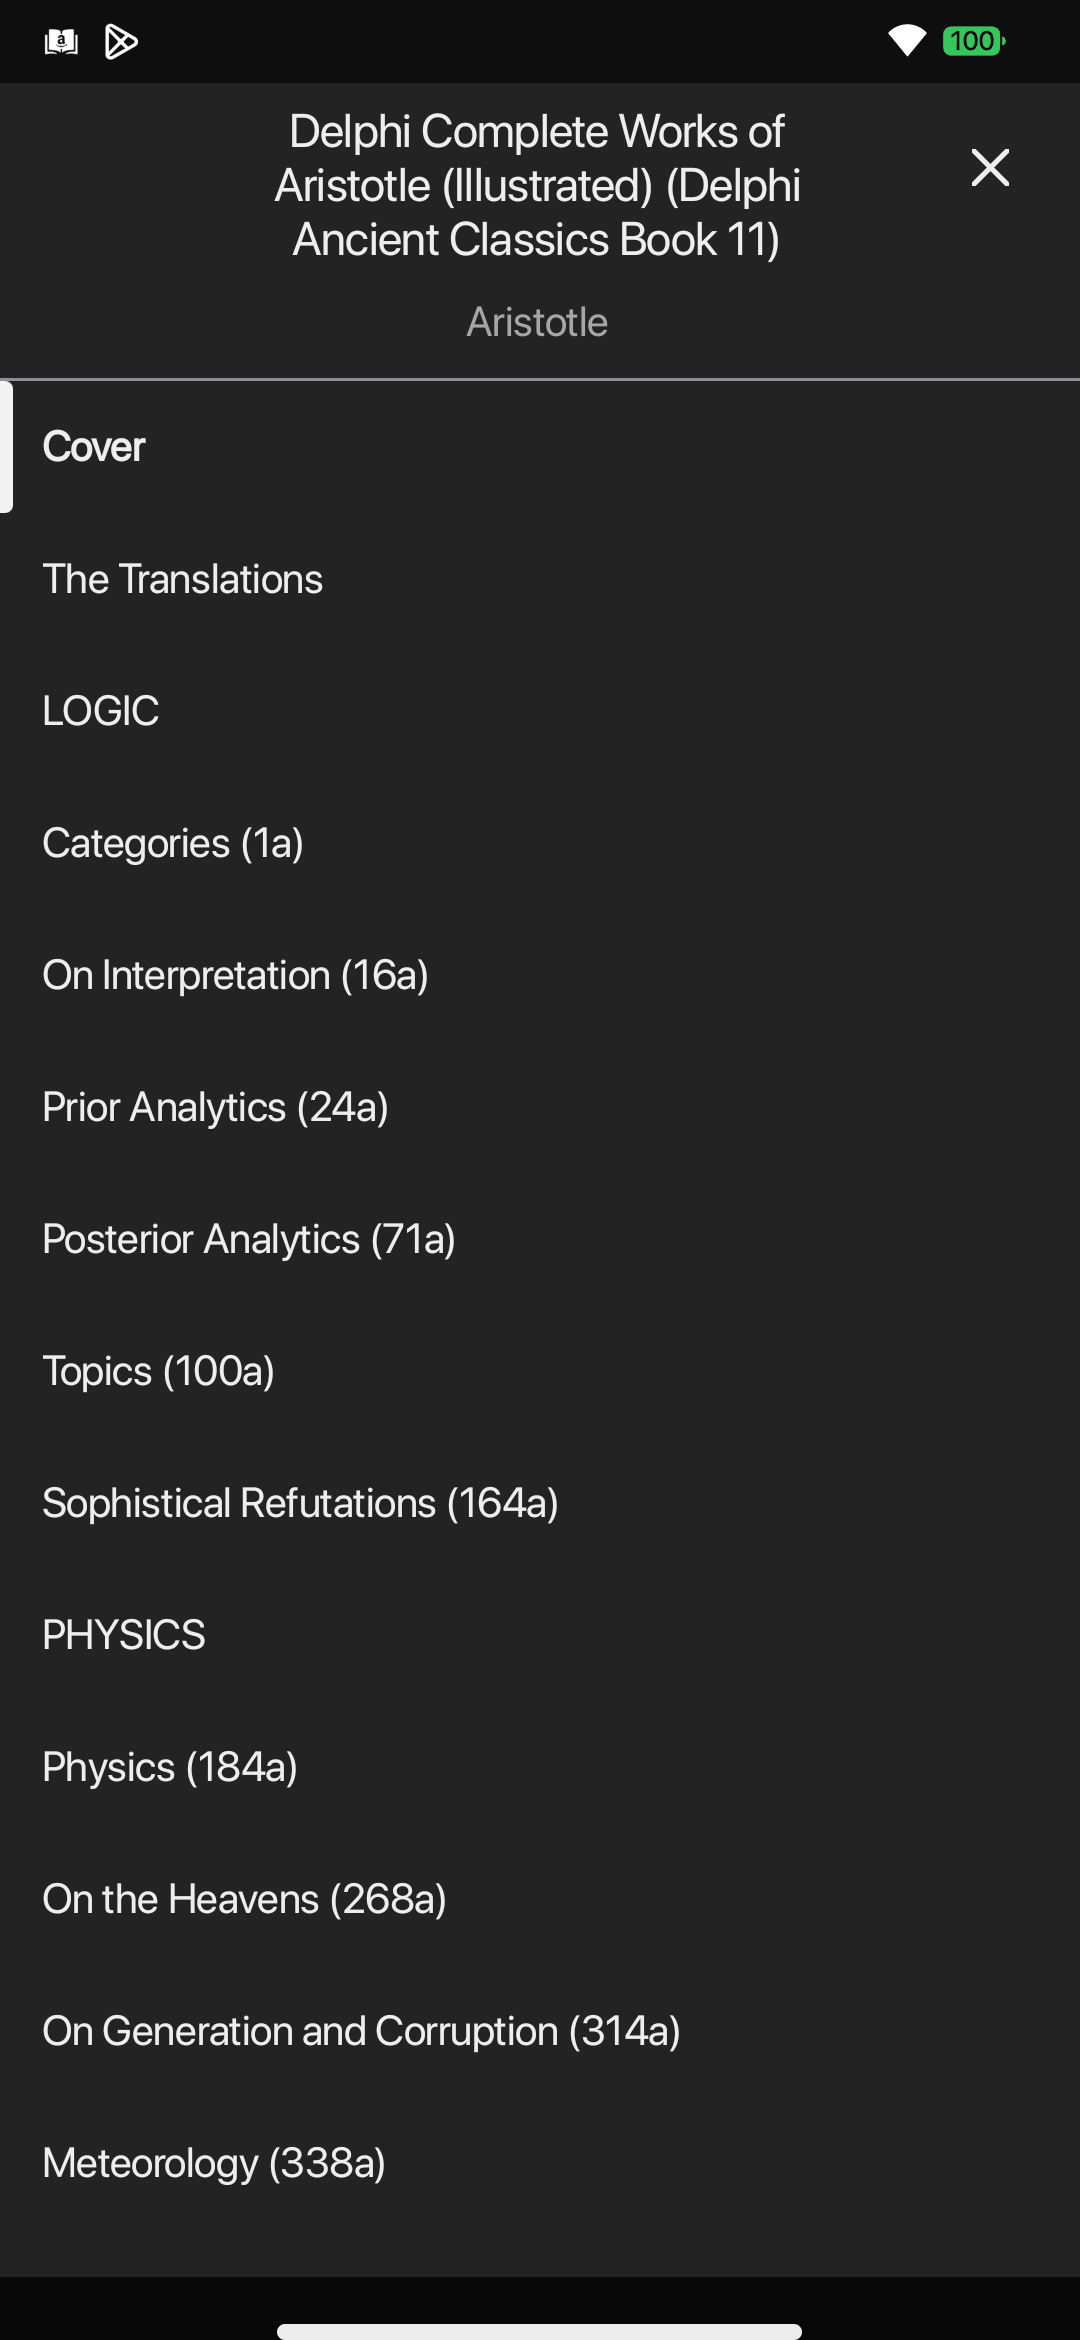 100
Delphi Complete Works of
Aristotle (Illustrated) (Delphi
Ancient Classics Book 11)
Aristotle
Cover
The Translations
LOGIC
Categories (1a)
On Interpretation (16a)
Prior Analytics (24a)
Posterior Analytics (71a)
Topics (100a)
Sophistical Refutations (164a)
PHYSICS
Physics (184a)
On the Heavens (268a)
On Generation and Corruption (314a)
Meteorology (338a)